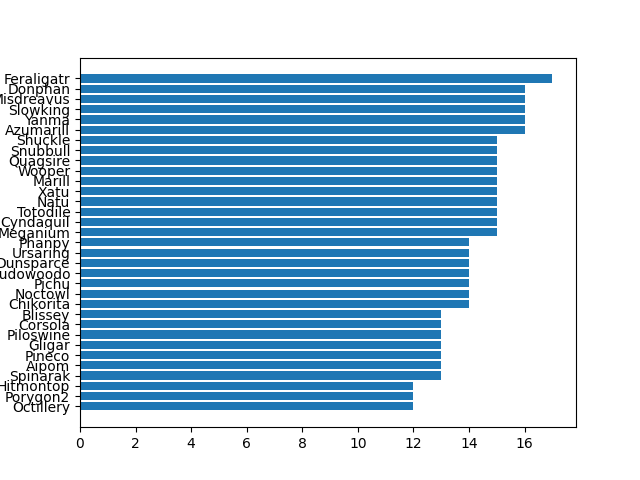 Feraligatr
Donphan
Misdreavus
Slowking
Yanma
Azumarill
Shuckle
Snubbull
Quagsire
Wooper
Marill
Xatu
Natu
Totodile
Cyndaquil
Meganium
Phanpy
Ursaring
Dunsparce
udowoodo
Pichu
Noctowl
Chikorita
Blissey
Corsola
Piloswine
Gligar
Pineco
Aipom
Spinarak
Hitmontop
Porygon2
Octillery
0 2 4 6 8 10 12 14 16